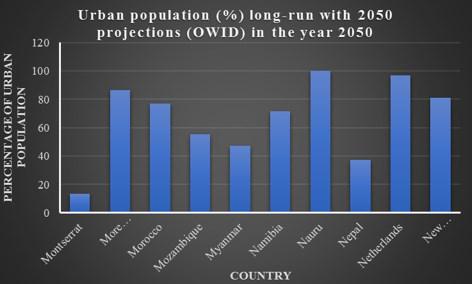 Urban population (%) long-run with 2050
projections (OWID) in the year 2050
PERCENTAGE OF URBAN
POPULATION
120
100
80
60
40
20
0
Montserrat
More...
Morocco
Mozambique
Myanmar
Namibia
Nauru
Nepal
Netherlands
New...
COUNTRY